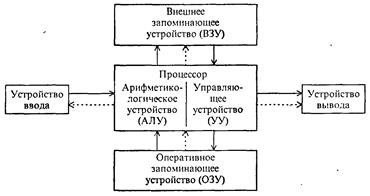 Внешнее
запоминающее
устройство (ВЗУ)
Процессор
Арифметико-
логическое
устройство
(АЛУ)
Управляю-
щее
устройство
(УУ)
Устройство
ввода
Устройство
вывода
Оперативное
запоминающее
устройство (ОЗУ)